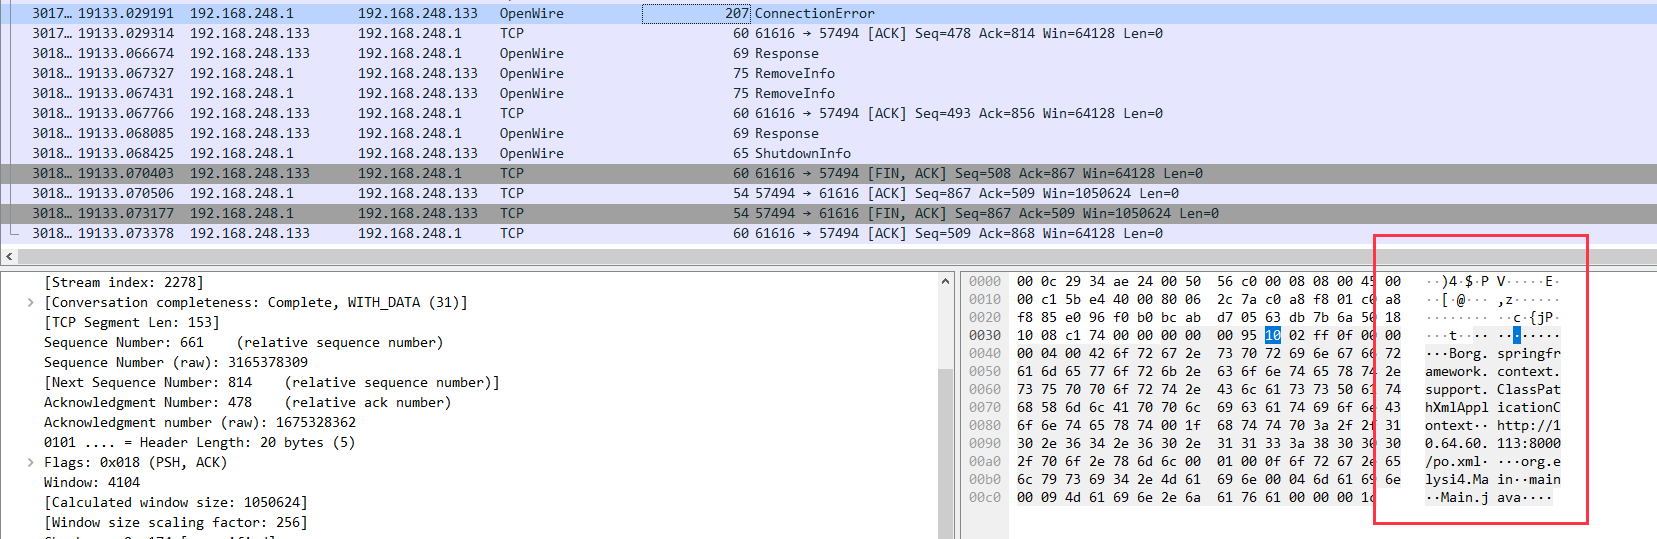 3017… 19133.029191 192.168.248.1 192.168.248.133 OpenWire 207 ConnectionError
3017… 19133.029314 192.168.248.133 192.168.248.1 TCP 60 61616 → 57494 [ACK] Seq=478 Ack=814 Win=64128 Len=0
3018… 19133.066674 192.168.248.133 192.168.248.1 OpenWire 69 Response
3018… 19133.067327 192.168.248.1 192.168.248.133 OpenWire 75 RemoveInfo
3018… 19133.067431 192.168.248.1 192.168.248.133 OpenWire 75 RemoveInfo
3018… 19133.067766 192.168.248.133 192.168.248.1 TCP 60 61616 → 57494 [ACK] Seq=493 Ack=856 Win=64128 Len=0
3018… 19133.068085 192.168.248.133 192.168.248.1 OpenWire 69 Response
3018… 19133.068425 192.168.248.1 192.168.248.133 OpenWire 65 ShutdownInfo
3018… 19133.070403 192.168.248.133 192.168.248.1 TCP 60 61616 → 57494 [FIN, ACK] Seq=508 Ack=867 Win=64128 Len=0
3018… 19133.070506 192.168.248.1 192.168.248.133 TCP 54 57494 → 61616 [ACK] Seq=867 Ack=509 Win=1050624 Len=0
3018… 19133.073177 192.168.248.1 192.168.248.133 TCP 54 57494 → 61616 [FIN, ACK] Seq=867 Ack=509 Win=1050624 Len=0
3018… 19133.073378 192.168.248.133 192.168.248.1 TCP 60 61616 → 57494 [ACK] Seq=509 Ack=868 Win=64128 Len=0
[Stream index: 2278]
[Conversation completeness: Complete, WITH_DATA (31)]
[TCP Segment Len: 153]
Sequence Number: 661 (relative sequence number)
Sequence Number (raw): 3165378309
[Next Sequence Number: 814 (relative sequence number)]
Acknowledgment Number: 478 (relative ack number)
Acknowledgment number (raw): 1675328362
0101 .... = Header Length: 20 bytes (5)
Flags: 0x018 (PSH, ACK)
Window: 4104
[Calculated window size: 1050624]
[Window size scaling factor: 256]
0000 00 0c 29 34 ae 24 00 50 56 c0 00 08 08 00 45 00 ··)4·$·P V·····E·
0010 00 c1 5b e4 40 00 80 06 2c 7a c0 a8 f8 01 c0 a8 ··[·@··· ,z······
0020 f8 85 e0 96 f0 b0 bc ab d7 05 63 db 7b 6a 50 18 ········ ··c·{jP·
0030 10 08 c1 74 00 00 00 00 00 95 10 02 ff 0f 00 00 ···t···· ········
0040 00 04 00 42 6f 72 67 2e 73 70 72 69 6e 67 66 72 ···Borg. springfr
0050 61 6d 65 77 6f 72 6b 2e 63 6f 6e 74 65 78 74 2e amework. context.
0060 73 75 70 70 6f 72 74 2e 43 6c 61 73 73 50 61 74 support. ClassPat
0070 68 58 6d 6c 41 70 70 6c 69 63 61 74 69 6f 6e 43 hXmlAppl icationC
0080 6f 6e 74 65 78 74 00 1f 68 74 74 70 3a 2f 2f 31 ontext·· http://1
0090 30 2e 36 34 2e 36 30 2e 31 31 33 3a 38 30 30 30 0.64.60. 113:8000
00a0 2f 70 6f 2e 78 6d 6c 00 01 00 0f 6f 72 67 2e 65 /po.xml· ···org.e
00b0 6c 79 73 69 34 2e 4d 61 69 6e 00 04 6d 61 69 6e lysi4.Ma in··main
00c0 00 09 4d 61 69 6e 2e 6a 61 76 61 00 00 00 1c ··Main.j ava····